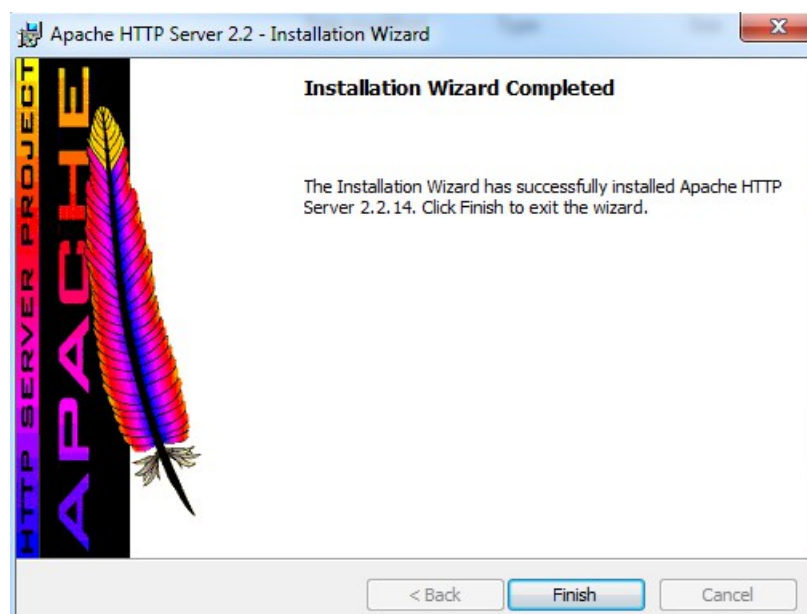 Apache HTTP Server 2.2 - Installation Wizard
HTTP SERVER PROJECT
APACHE
Installation Wizard Completed
The Installation Wizard has successfully installed Apache HTTP
Server 2.2.14. Click Finish to exit the wizard.
< Back
Finish
Cancel